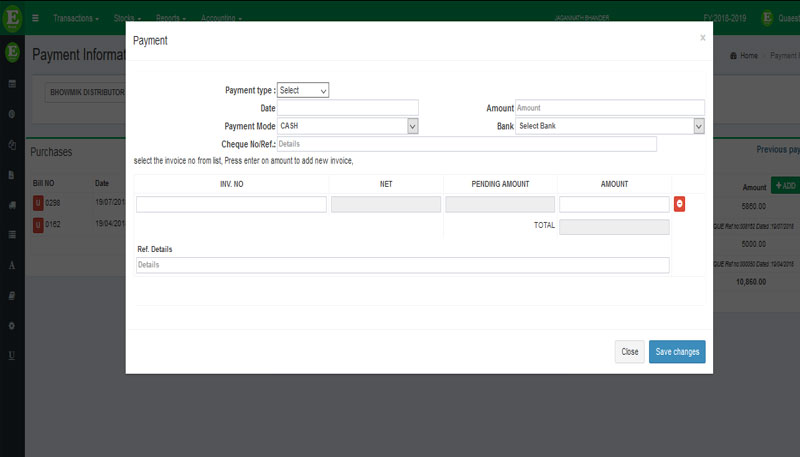 E Transactions Stocks Reports Accounting JAGANNATH BHANDER FY:2018-2019 E Quaest
Payment x
E Payment Informat Home Payment I
BHOWMIK DISTRIBUTOR
Payment type : Select
Date Amount Amount
Payment Mode CASH Bank Select Bank
Cheque No/Ref.: Details
Purchases Previous pay
select the invoice no from list, Press enter on amount to add new invoice,
Bill NO Date INV. NO NET PENDING AMOUNT AMOUNT Amount + ADD
U 0298 19/07/201 5860.00
U 0162 19/04/201 TOTAL QUE Ref no:000152 Dated :19/07/2018
5000.00
Ref. Details
Details QUE Ref no:000050 Dated :19/04/2018
A
10,860.00
U
Close Save changes